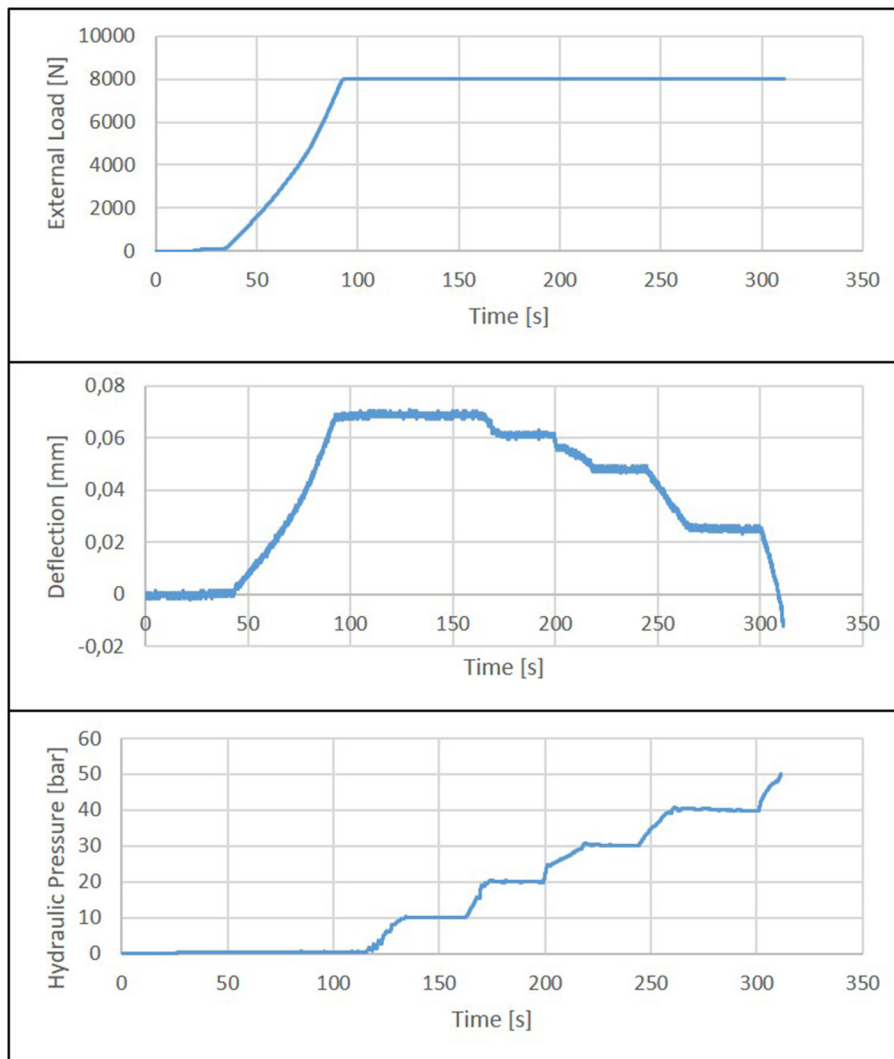 External Load [N]
10000
8000
6000
4000
2000
0
0 50 100 150 200 250 300 350
Time [s]
Deflection [mm]
0,08
0,06
0,04
0,02
0
-0,02
0 50 100 150 200 250 300 350
Time [s]
Hydraulic Pressure [bar]
60
50
40
30
20
10
0
0 50 100 150 200 250 300 350
Time [s]